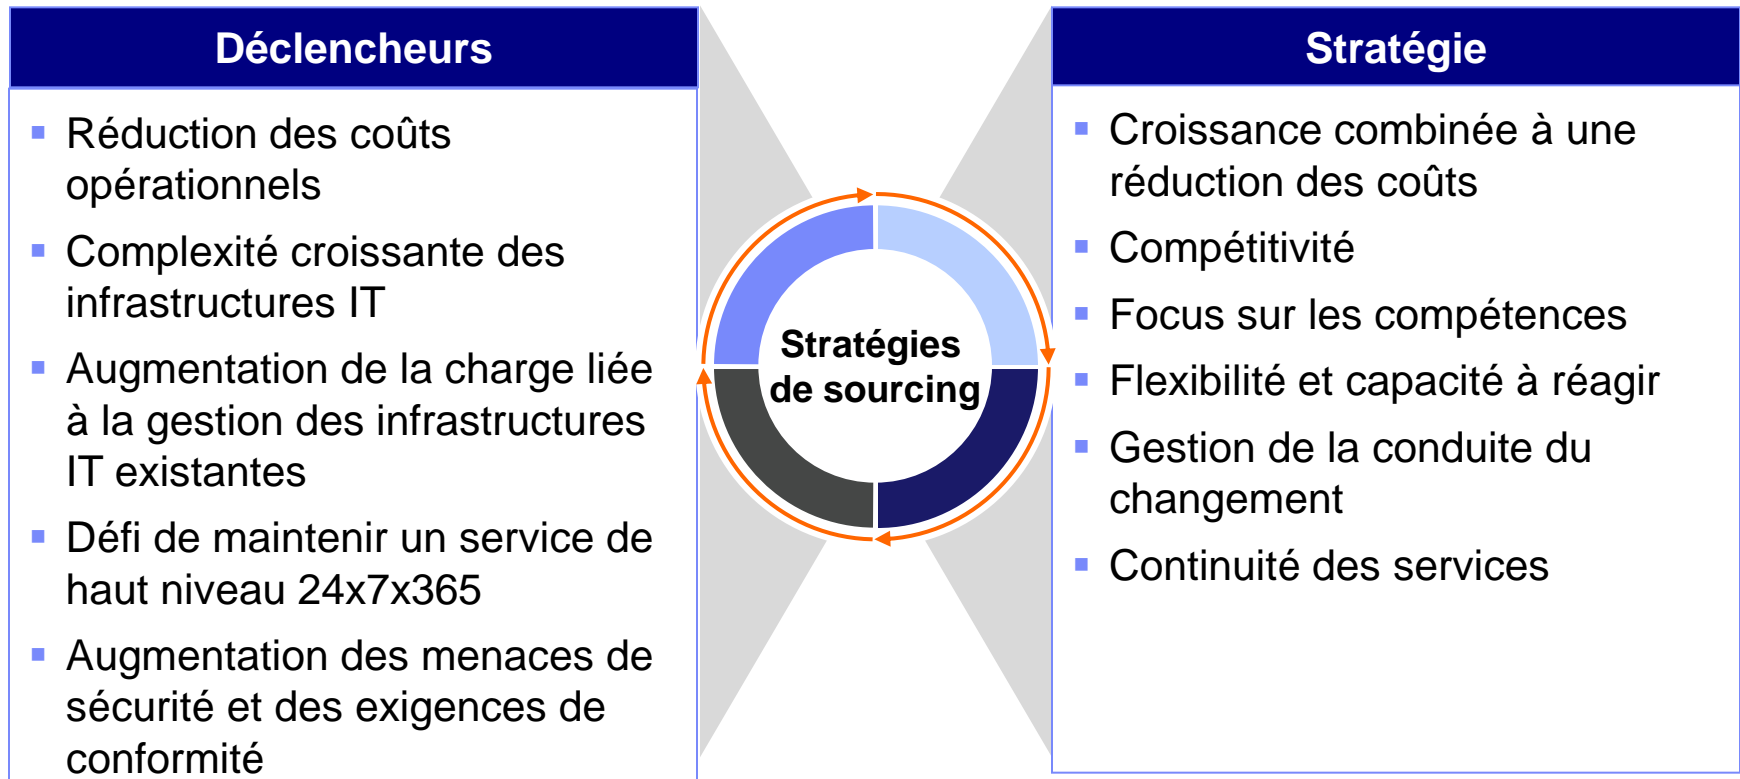 Déclencheurs
Réduction des coûts
opérationnels
Complexité croissante des
infrastructures IT
Augmentation de la charge liée
à la gestion des infrastructures
IT existantes
Défi de maintenir un service de
haut niveau 24x7x365
Augmentation des menaces de
sécurité et des exigences de
conformité
Stratégies
de sourcing
Stratégie
Croissance combinée à une
réduction des coûts
Compétitivité
Focus sur les compétences
Flexibilité et capacité à réagir
Gestion de la conduite du
changement
Continuité des services